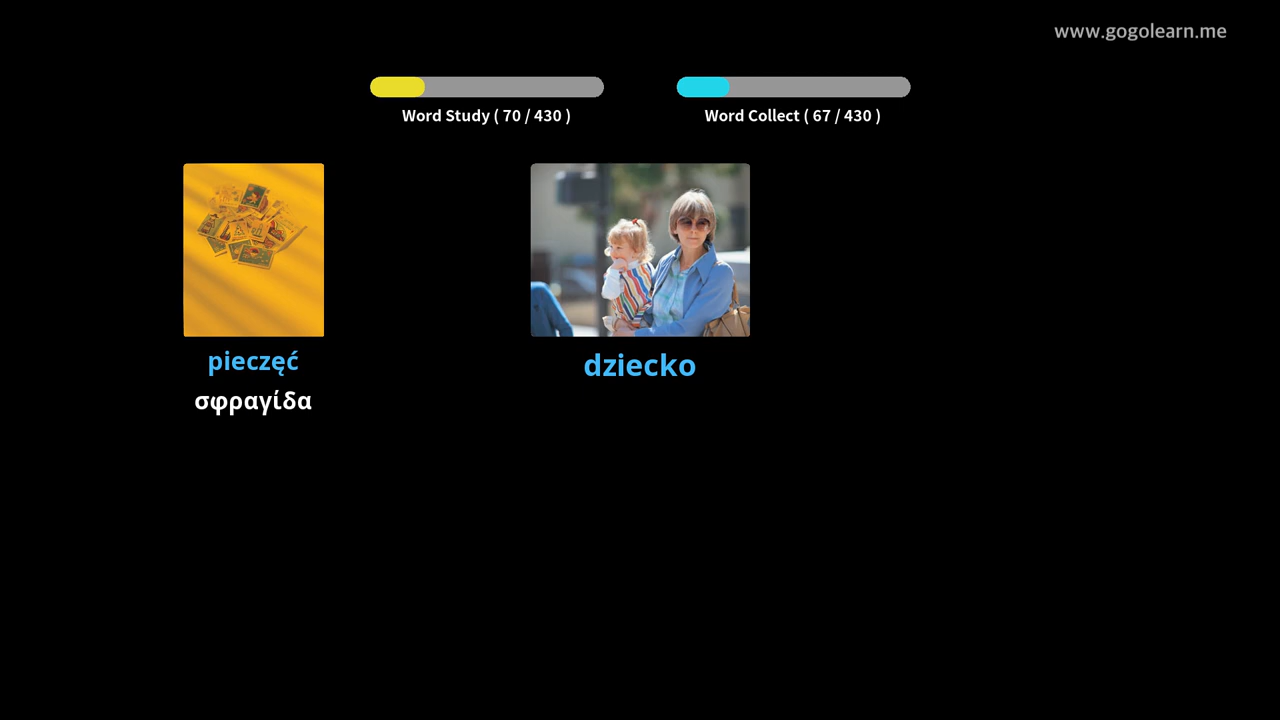 www.gogolearn.me
Word Study ( 70 / 430 )
Word Collect ( 67 / 430 )
pieczęć
σφραγίδα
dziecko